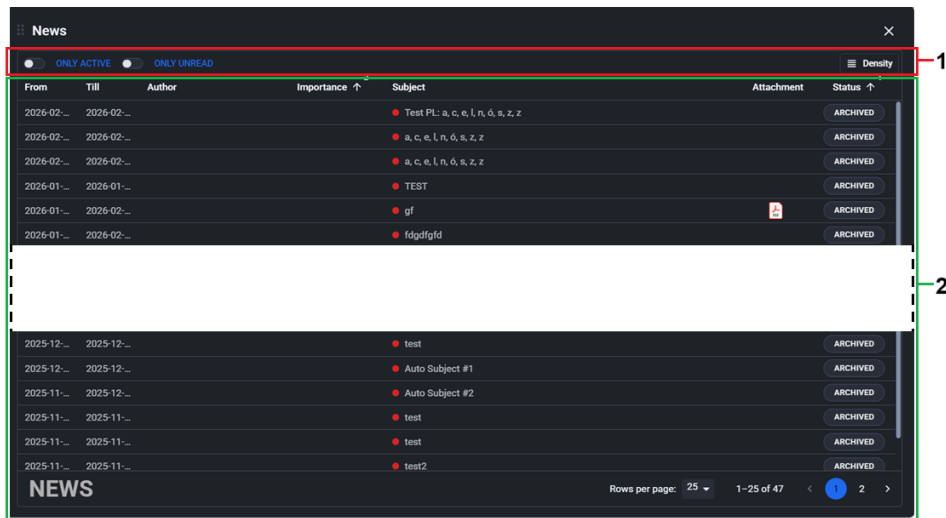 News
ONLY ACTIVE ONLY UNREAD Density
1
From Till Author Importance ↑ 2 Subject Attachment Status ↑ 1
2026-02-... 2026-02-... Test PL: a, c, e, l, n, ó, s, z, z ARCHIVED
2026-02-... 2026-02-... a, c, e, l, n, ó, s, z, z ARCHIVED
2026-02-... 2026-02-... a, c, e, l, n, ó, s, z, z ARCHIVED
2026-01-... 2026-01-... TEST ARCHIVED
2026-01-... 2026-02-... gf PDF ARCHIVED
2026-01-... 2026-02-... fdgdfgfd ARCHIVED
2
2025-12-... 2025-12-... test ARCHIVED
2025-12-... 2025-12-... Auto Subject #1 ARCHIVED
2025-11-... 2025-12-... Auto Subject #2 ARCHIVED
2025-11-... 2025-11-... test ARCHIVED
2025-11-... 2025-11-... test ARCHIVED
2025-11-... 2025-11-... test2 ARCHIVED
NEWS Rows per page: 25 1–25 of 47 1 2